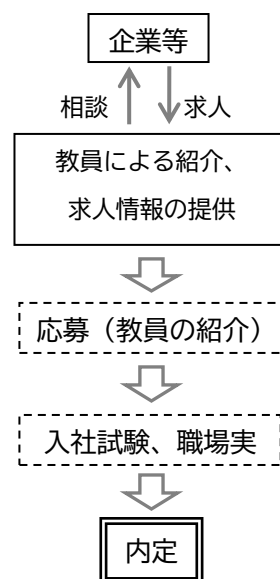 企業等
相談
求人
教員による紹介、
求人情報の提供
応募（教員の紹介）
入社試験、職場実
内定